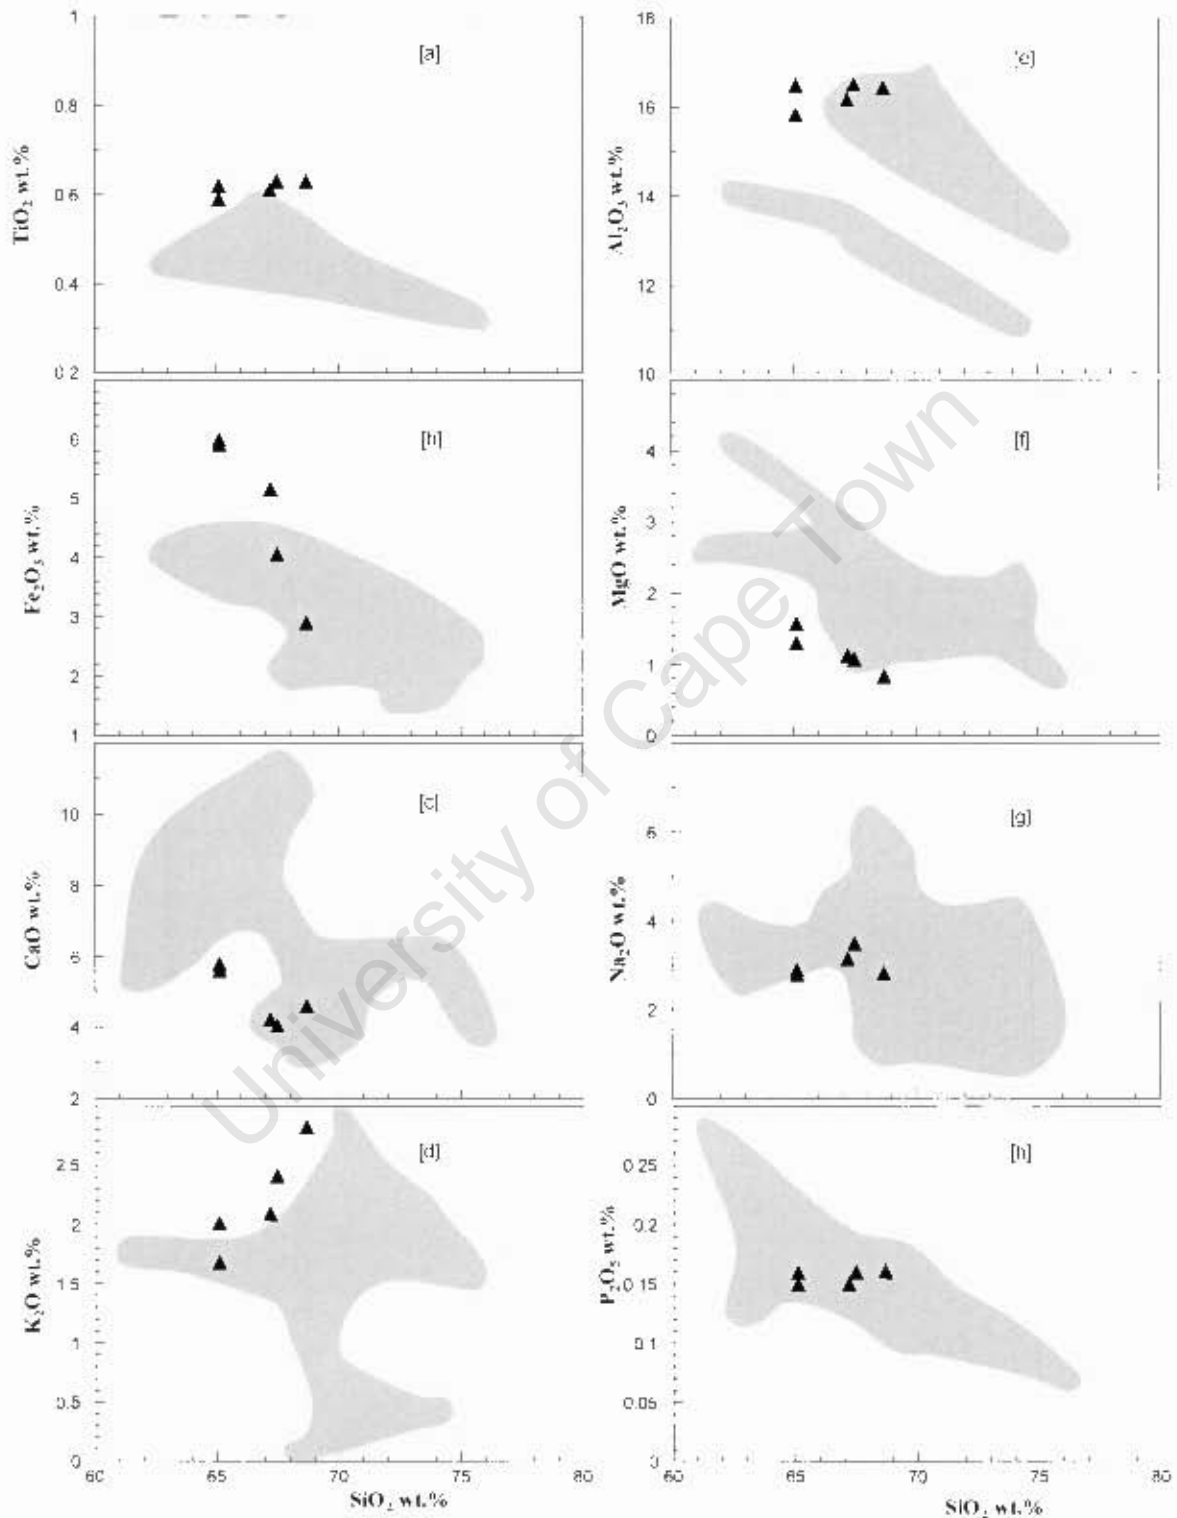 1
[a]
0.8
0.6
0.4
0.2
TiO2 wt.%
18
[e]
16
14
12
10
Al2O3 wt.%
[b]
6
5
4
3
2
1
Fe2O3 wt.%
[f]
4
3
2
1
0
MgO wt.%
[c]
10
8
6
4
2
CaO wt.%
[g]
6
4
2
0
Na2O wt.%
[d]
2.5
2
1.5
1
0.5
0
K2O wt.%
60 65 70 75 80
SiO2 wt.%
[h]
0.25
0.2
0.15
0.1
0.05
0
P2O5 wt.%
60 65 70 75 80
SiO2 wt.%
University of Cape Town